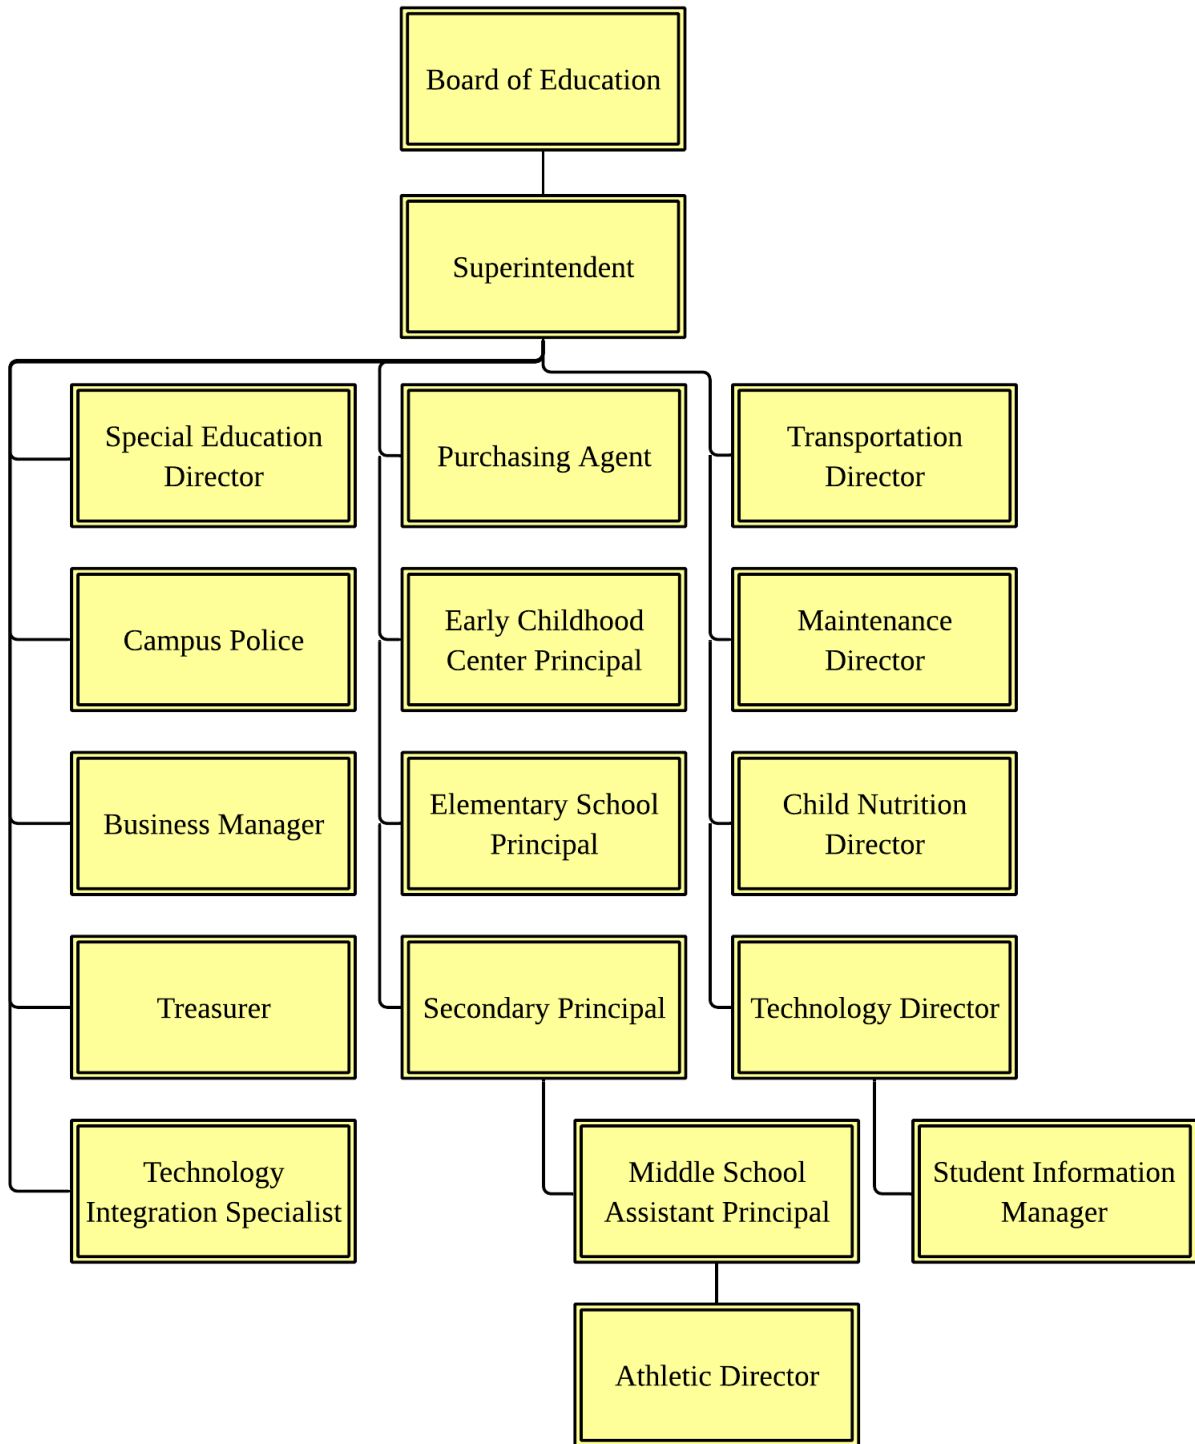 Board of Education
Superintendent
Special Education
Director
Purchasing Agent
Transportation
Director
Campus Police
Early Childhood
Center Principal
Maintenance
Director
Business Manager
Elementary School
Principal
Child Nutrition
Director
Treasurer
Secondary Principal
Technology Director
Technology
Integration Specialist
Middle School
Assistant Principal
Student Information
Manager
Athletic Director